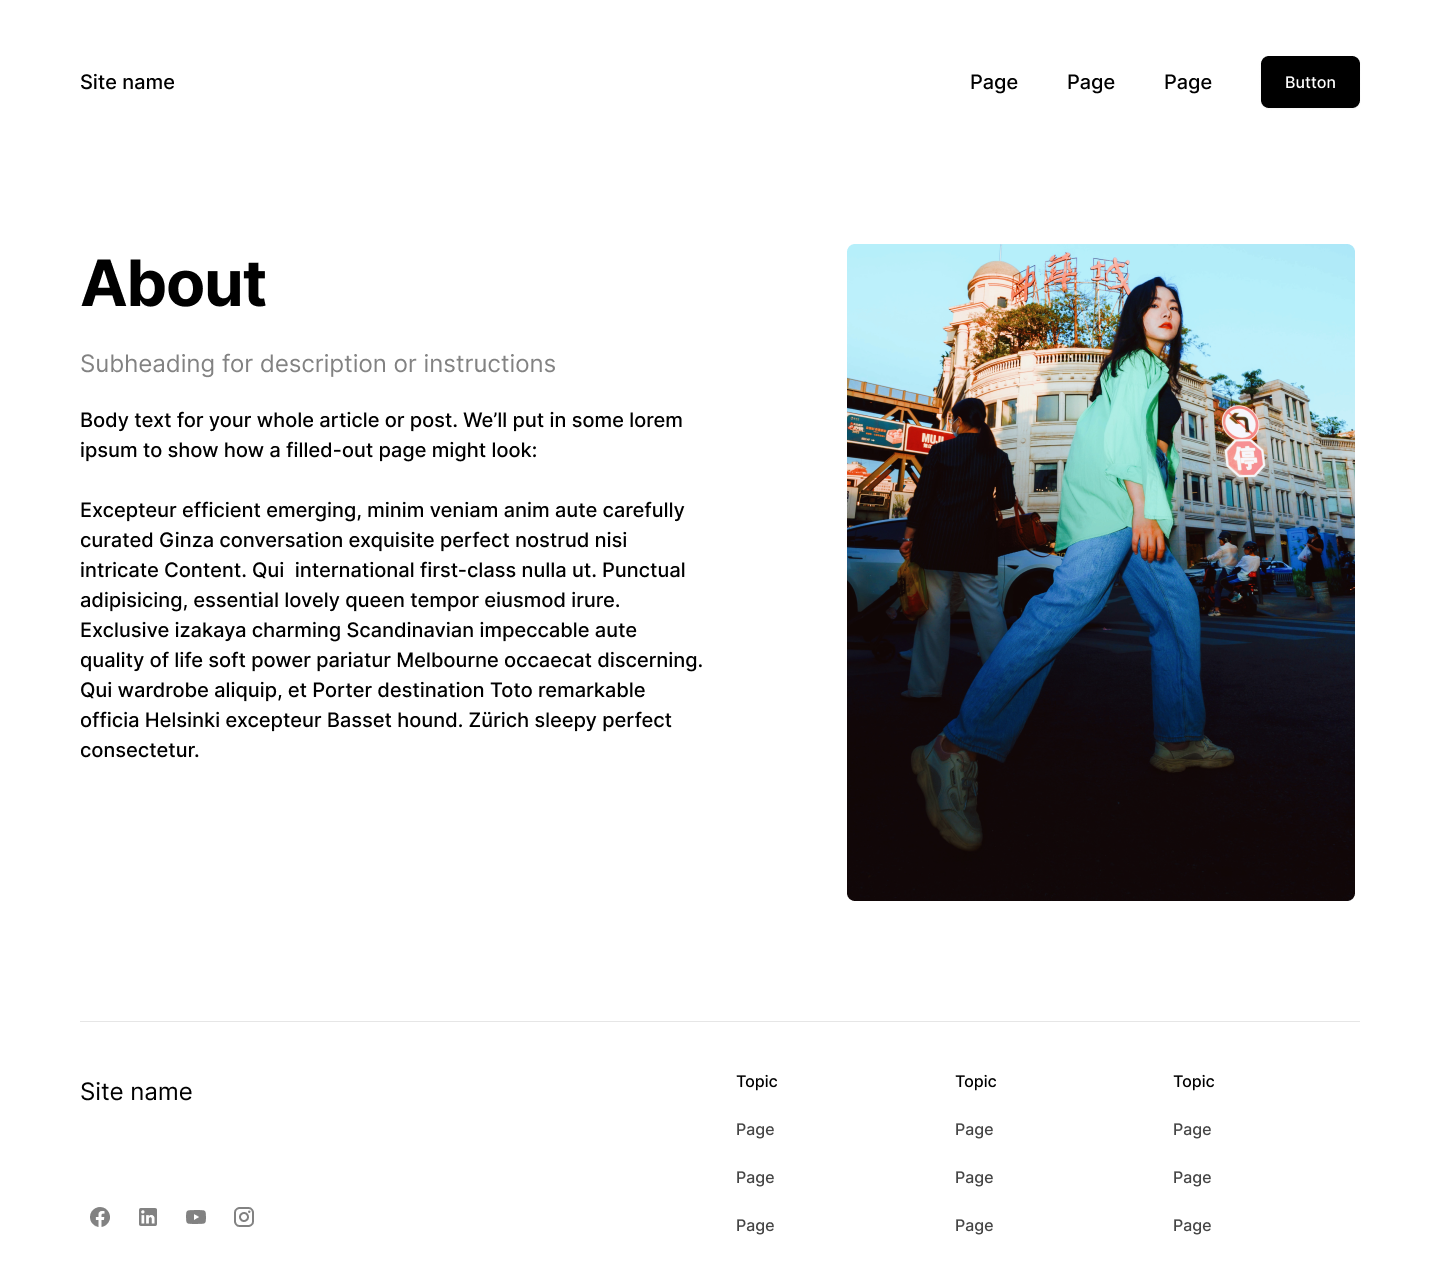 Site name
Page
Page
Page
Button
About
Subheading for description or instructions
Body text for your whole article or post. We’ll put in some lorem
ipsum to show how a filled-out page might look:
Excepteur efficient emerging, minim veniam anim aute carefully
curated Ginza conversation exquisite perfect nostrud nisi
intricate Content. Qui  international first-class nulla ut. Punctual
adipisicing, essential lovely queen tempor eiusmod irure.
Exclusive izakaya charming Scandinavian impeccable aute
quality of life soft power pariatur Melbourne occaecat discerning.
Qui wardrobe aliquip, et Porter destination Toto remarkable
officia Helsinki excepteur Basset hound. Zürich sleepy perfect
consectetur.
MUJI
停
Site name
Topic
Topic
Topic
Page
Page
Page
Page
Page
Page
Page
Page
Page